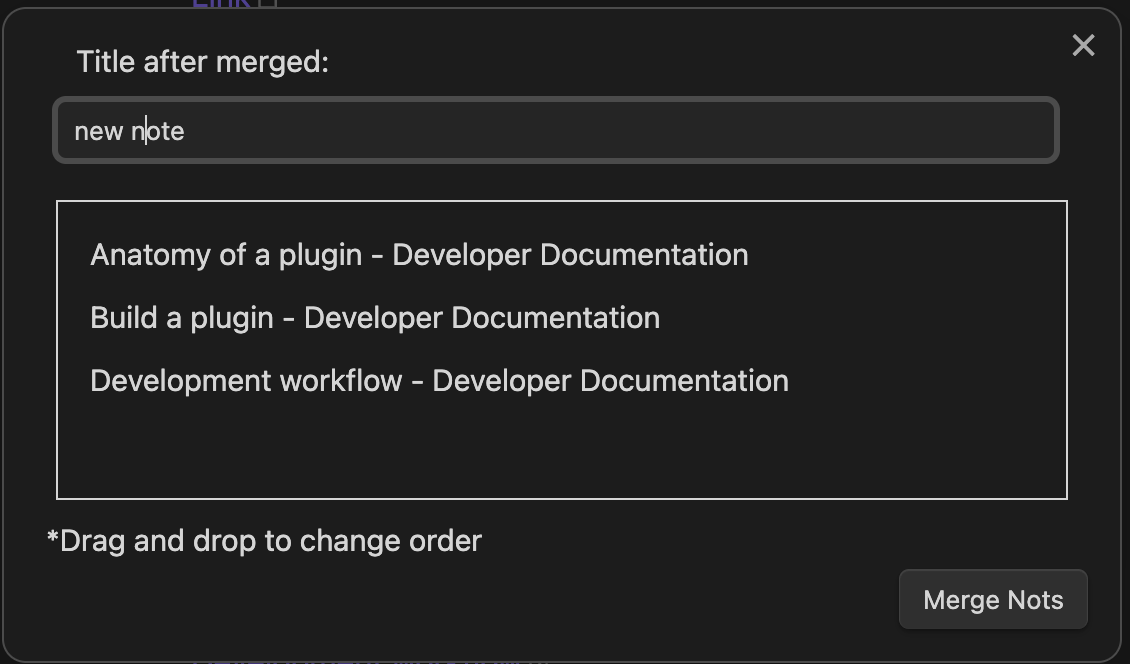 Link
Title after merged:
new note
Anatomy of a plugin - Developer Documentation
Build a plugin - Developer Documentation
Development workflow - Developer Documentation
*Drag and drop to change order
Merge Nots